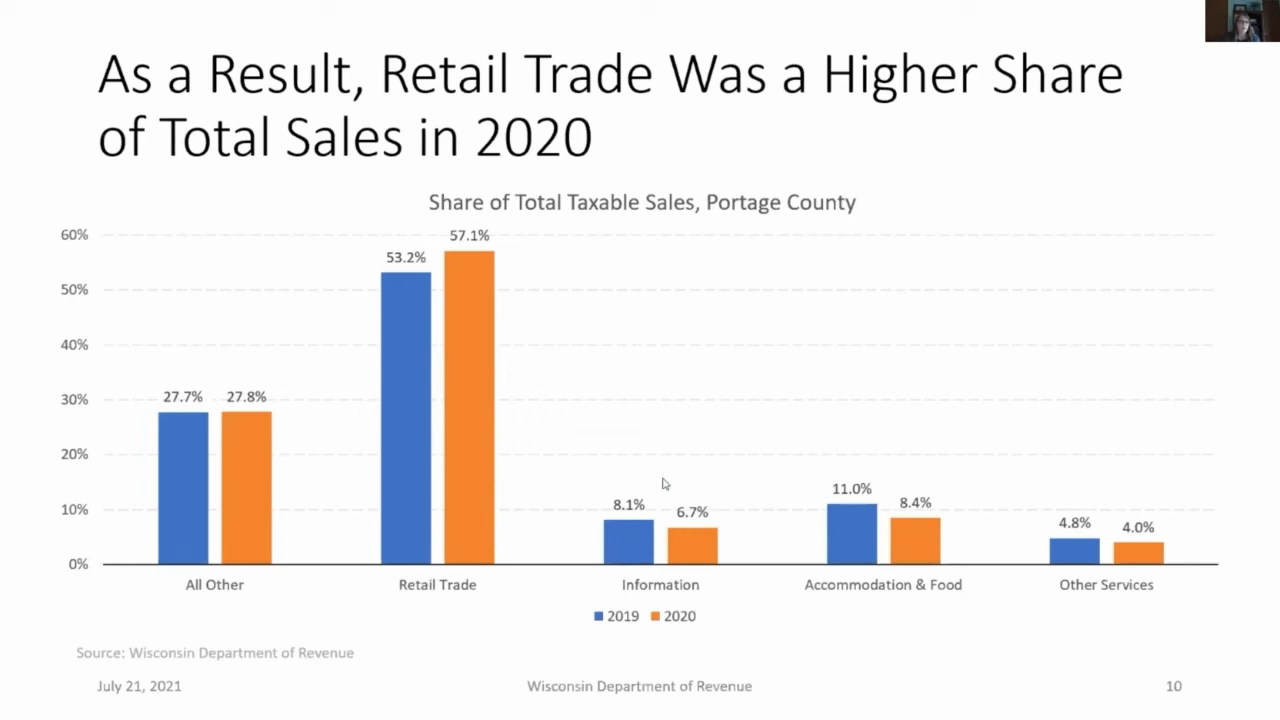 As a Result, Retail Trade Was a Higher Share
of Total Sales in 2020
Share of Total Taxable Sales, Portage County
60%
50%
40%
30%
20%
10%
0%
27.7%
27.8%
53.2%
57.1%
8.1%
6.7%
11.0%
8.4%
4.8%
4.0%
All Other
Retail Trade
Information
Accommodation & Food
Other Services
2019
2020
Source: Wisconsin Department of Revenue
July 21, 2021
Wisconsin Department of Revenue
10